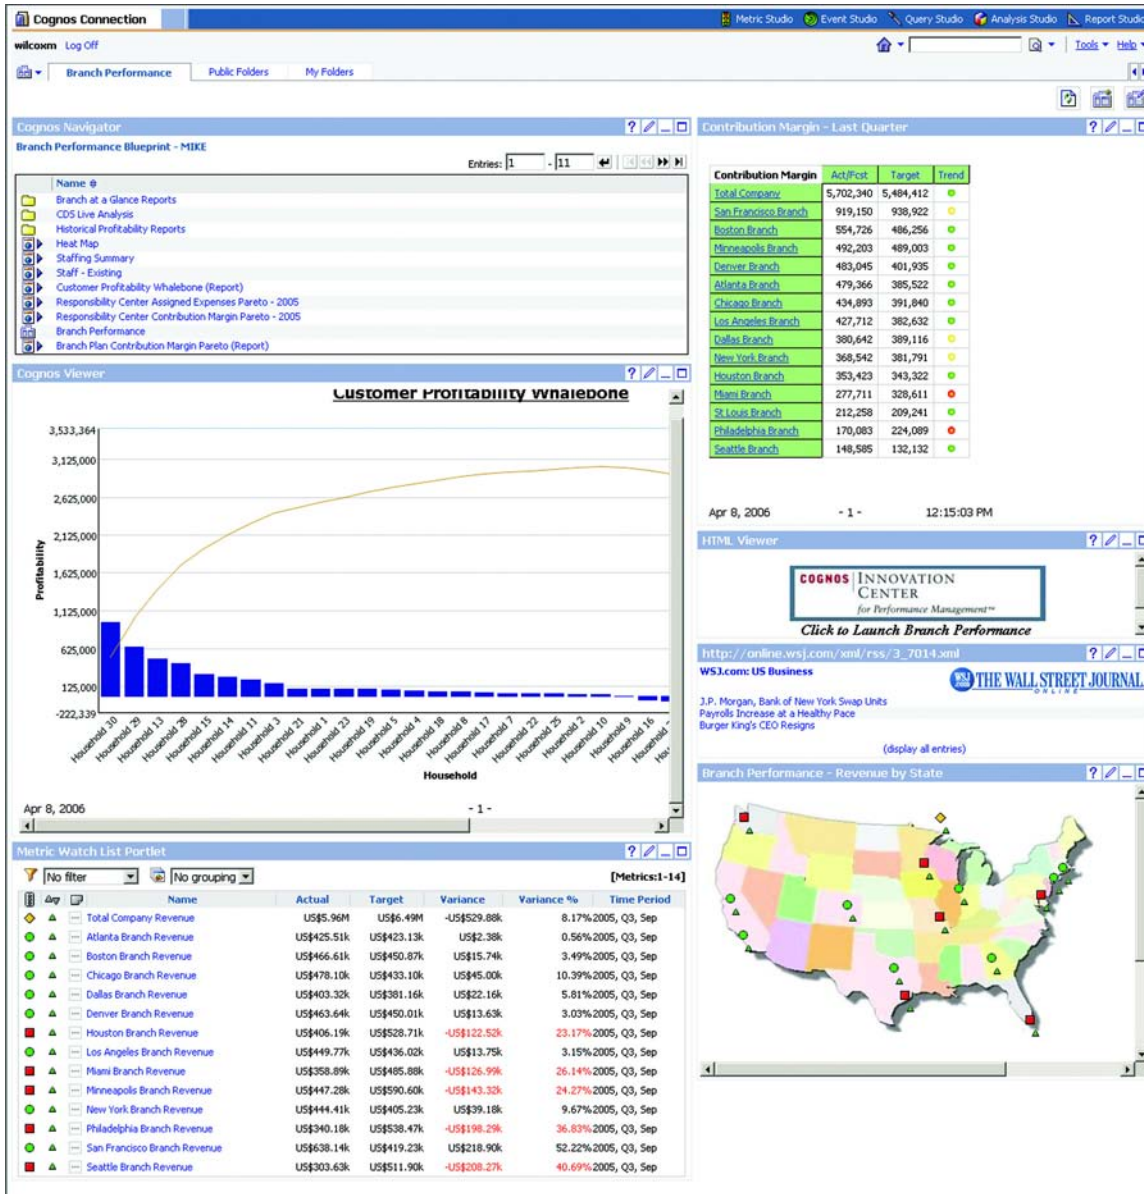 Cognos Connection
Metric Studio Event Studio Query Studio Analysis Studio Report Studio
wilcoxm Log Off
Tools Help
Branch Performance Public Folders My Folders
Cognos Navigator
Branch Performance Blueprint - MIKE
Entries: 1 - 11
Name
Branch at a Glance Reports
CDS Live Analysis
Historical Profitability Reports
Heat Map
Staffing Summary
Staff - Existing
Customer Profitability Whalebone (Report)
Responsibility Center Assigned Expenses Pareto - 2005
Responsibility Center Contribution Margin Pareto - 2005
Branch Performance
Branch Plan Contribution Margin Pareto (Report)
Cognos Viewer
Customer Profitability Whalebone
3,533,364
3,125,000
2,625,000
2,125,000
1,625,000
1,125,000
625,000
125,000
-222,339
Profitability
Household 30
Household 29
Household 13
Household 28
Household 15
Household 14
Household 11
Household 3
Household 21
Household 1
Household 23
Household 19
Household 5
Household 4
Household 18
Household 8
Household 17
Household 7
Household 22
Household 25
Household 2
Household 10
Household 9
Household 16
Household
Apr 8, 2006 - 1 -
Metric Watch List Portlet
No filter No grouping [Metrics:1-14]
Name Actual Target Variance Variance % Time Period
Total Company Revenue US$5.96M US$6.49M -US$529.88k 8.17% 2005, Q3, Sep
Atlanta Branch Revenue US$425.51k US$423.13k US$2.38k 0.56% 2005, Q3, Sep
Boston Branch Revenue US$466.61k US$450.87k US$15.74k 3.49% 2005, Q3, Sep
Chicago Branch Revenue US$478.10k US$433.10k US$45.00k 10.39% 2005, Q3, Sep
Dallas Branch Revenue US$403.32k US$381.16k US$22.16k 5.81% 2005, Q3, Sep
Denver Branch Revenue US$463.64k US$450.01k US$13.63k 3.03% 2005, Q3, Sep
Houston Branch Revenue US$406.19k US$528.71k -US$122.52k 23.17% 2005, Q3, Sep
Los Angeles Branch Revenue US$449.77k US$436.02k US$13.75k 3.15% 2005, Q3, Sep
Miami Branch Revenue US$358.89k US$485.88k -US$126.99k 26.14% 2005, Q3, Sep
Minneapolis Branch Revenue US$447.28k US$590.60k -US$143.32k 24.27% 2005, Q3, Sep
New York Branch Revenue US$444.41k US$405.23k US$39.18k 9.67% 2005, Q3, Sep
Philadelphia Branch Revenue US$340.18k US$538.47k -US$198.29k 36.83% 2005, Q3, Sep
San Francisco Branch Revenue US$638.14k US$419.23k US$218.90k 52.22% 2005, Q3, Sep
Seattle Branch Revenue US$303.63k US$511.90k -US$208.27k 40.69% 2005, Q3, Sep
Contribution Margin - Last Quarter
Contribution Margin Act/Fcst Target Trend
Total Company 5,702,340 5,484,412
San Francisco Branch 919,150 938,922
Boston Branch 554,726 486,256
Minneapolis Branch 492,203 489,003
Denver Branch 483,045 401,935
Atlanta Branch 479,366 385,522
Chicago Branch 434,893 391,840
Los Angeles Branch 427,712 382,632
Dallas Branch 380,642 389,116
New York Branch 368,542 381,791
Houston Branch 353,423 343,322
Miami Branch 277,711 328,611
St Louis Branch 212,258 209,241
Philadelphia Branch 170,083 224,089
Seattle Branch 148,585 132,132
Apr 8, 2006 - 1 - 12:15:03 PM
HTML Viewer
COGNOS INNOVATION
CENTER
for Performance Management™
Click to Launch Branch Performance
http://online.wsj.com/xml/rss/3_7014.xml
WSJ.com: US Business
THE WALL STREET JOURNAL
ONLINE
J.P. Morgan, Bank of New York Swap Units
Payrolls Increase at a Healthy Pace
Burger King's CEO Resigns
(display all entries)
Branch Performance - Revenue by State